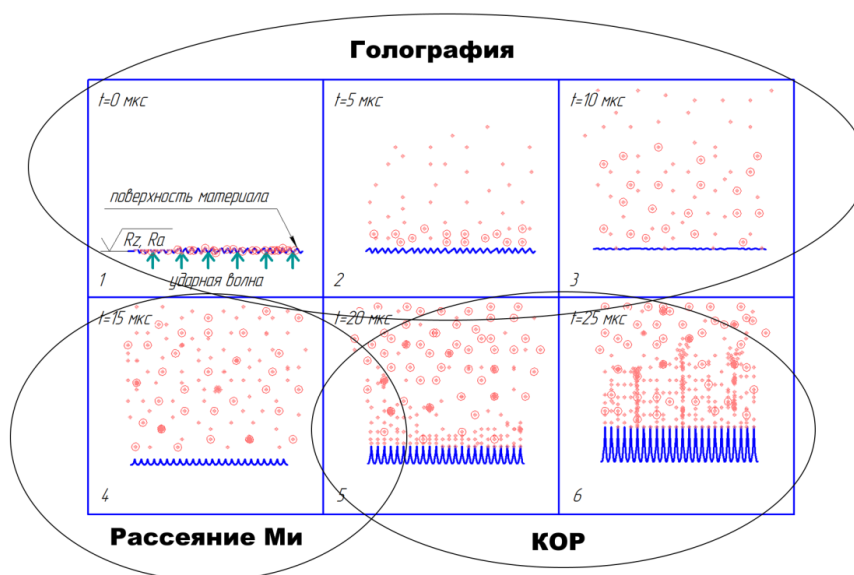 Голография
t=0 мкс
t=5 мкс
t=10 мкс
поверхность материала
Rz, Ra
ударная волна
1
2
3
t=15 мкс
t=20 мкс
t=25 мкс
4
5
6
Рассеяние Ми
КОР